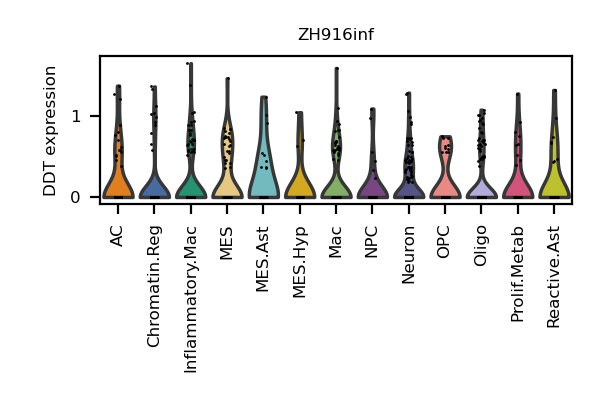 ZH916inf
DDT expression
1
0
AC
Chromatin.Reg
Inflammatory.Mac
MES
MES.Ast
MES.Hyp
Mac
NPC
Neuron
OPC
Oligo
Prolif.Metab
Reactive.Ast